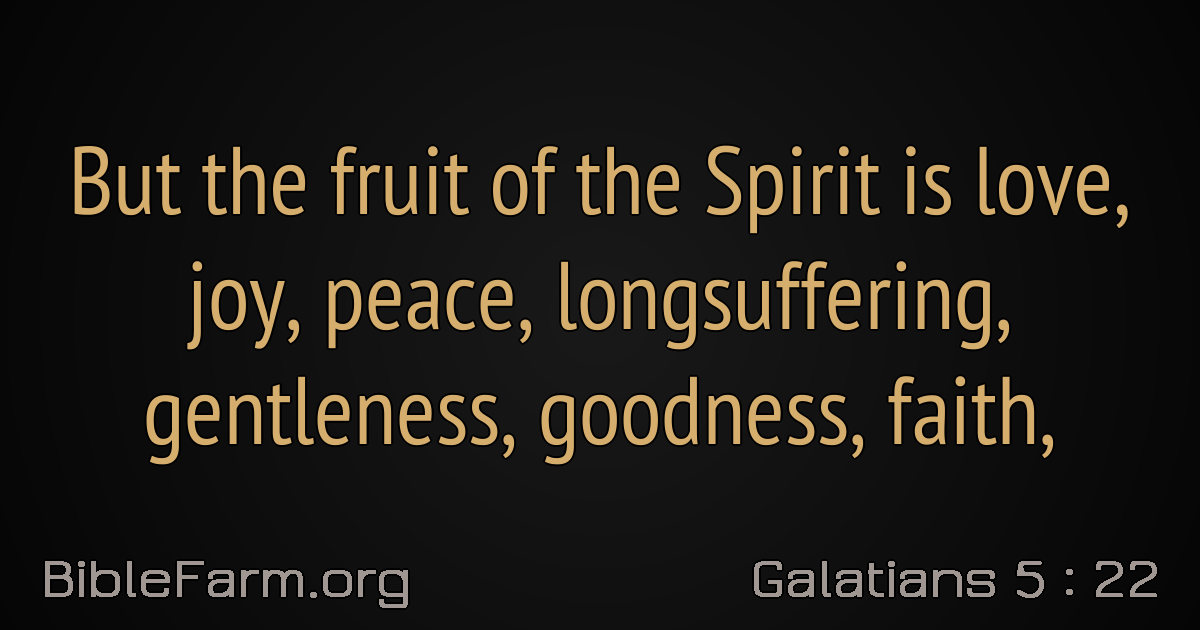 But the fruit of the Spirit is love,
joy, peace, longsuffering,
gentleness, goodness, faith,
BibleFarm.org
Galatians 5 : 22